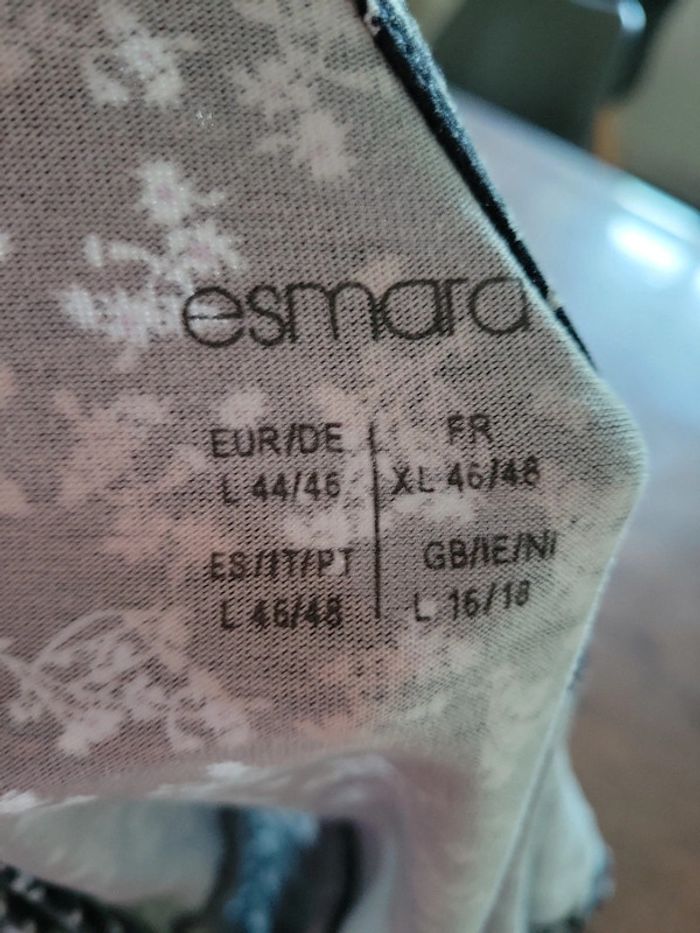 esmara
EUR/DE
L 44/46
FR
XL 46/48
ES/IT/PT
L 46/48
GB/IE/NI
L 16/18